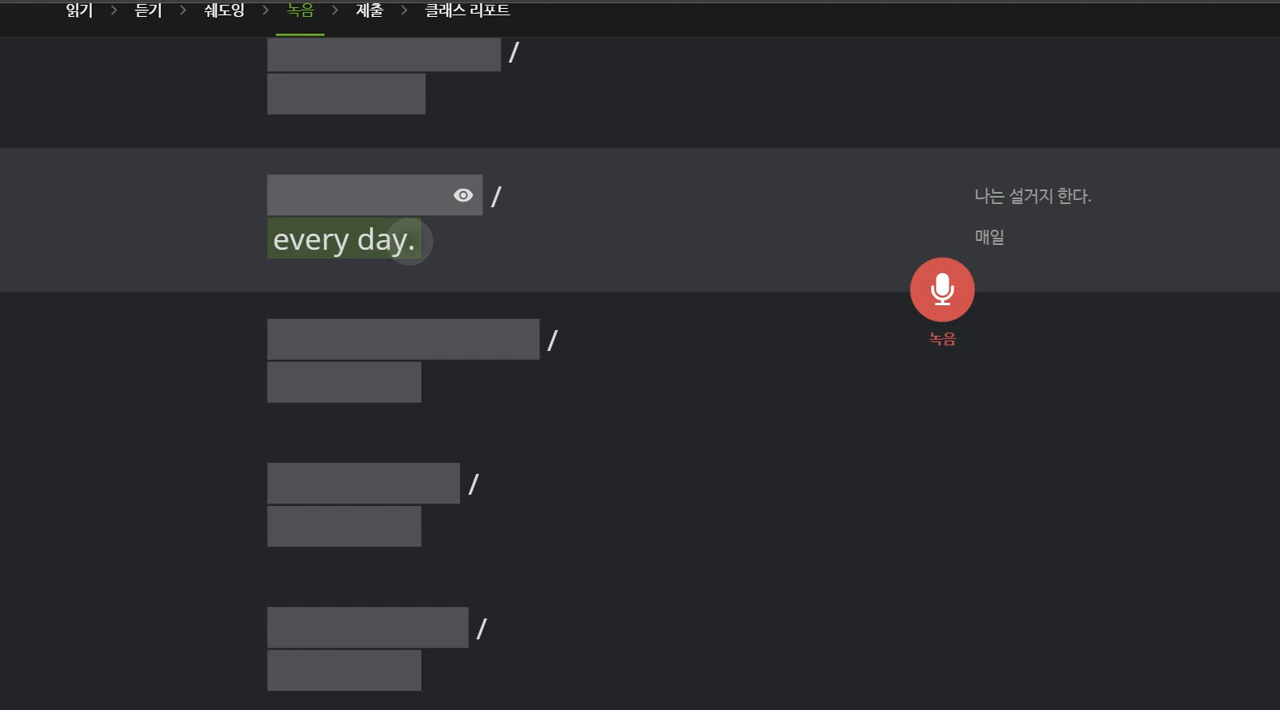 읽기 > 듣기 > 쉐도잉 > 녹음 > 제출 > 클래스 리포트
/
/
나는 설거지 한다.
every day.
매일
녹음
/
/
/